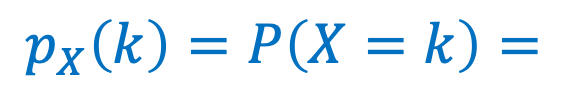 p_X(k) = P(X = k) =